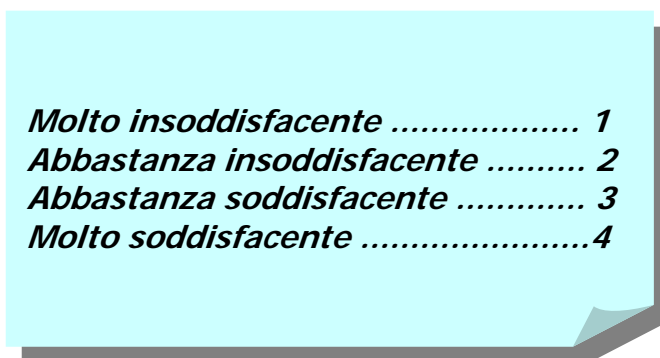 Molto insoddisfacente ................... 1
Abbastanza insoddisfacente .......... 2
Abbastanza soddisfacente ............. 3
Molto soddisfacente .......................4